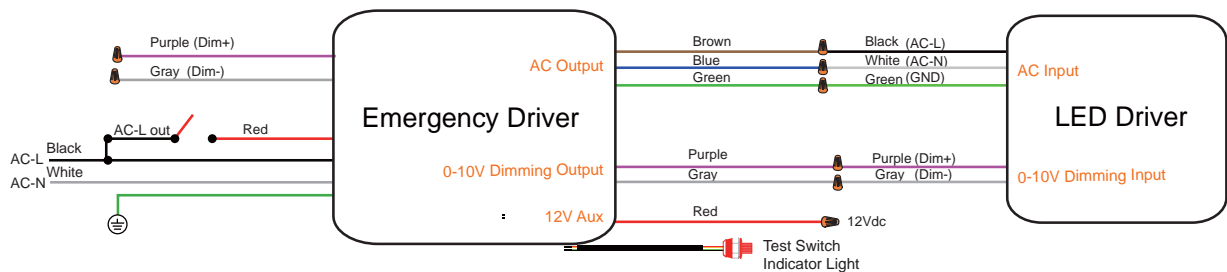 Purple (Dim+)
Gray (Dim-)
AC-L out
Red
Black
AC-L
White
AC-N
Emergency Driver
AC Output
0-10V Dimming Output
12V Aux
Brown
Blue
Green
Black (AC-L)
White (AC-N)
Green (GND)
Purple
Gray
Purple (Dim+)
Gray (Dim-)
Red
12Vdc
Test Switch
Indicator Light
AC Input
LED Driver
0-10V Dimming Input